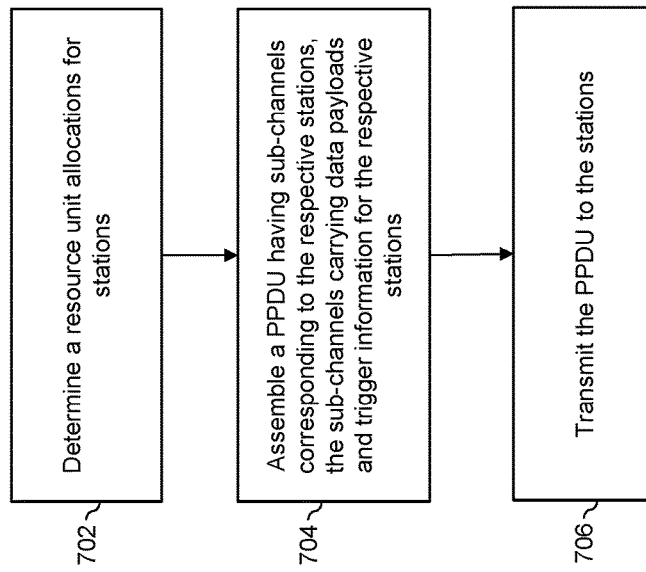 702
Determine a resource unit allocations for
stations
704
Assemble a PPDU having sub-channels
corresponding to the respective stations,
the sub-channels carrying data payloads
and trigger information for the respective
stations
706
Transmit the PPDU to the stations